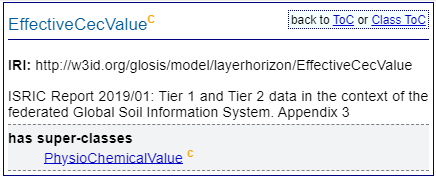 EffectiveCecValue c
back to ToC or Class ToC
IRI: http://w3id.org/glosis/model/layerhorizon/EffectiveCecValue
ISRIC Report 2019/01: Tier 1 and Tier 2 data in the context of the
federated Global Soil Information System. Appendix 3
has super-classes
PhysioChemicalValue c